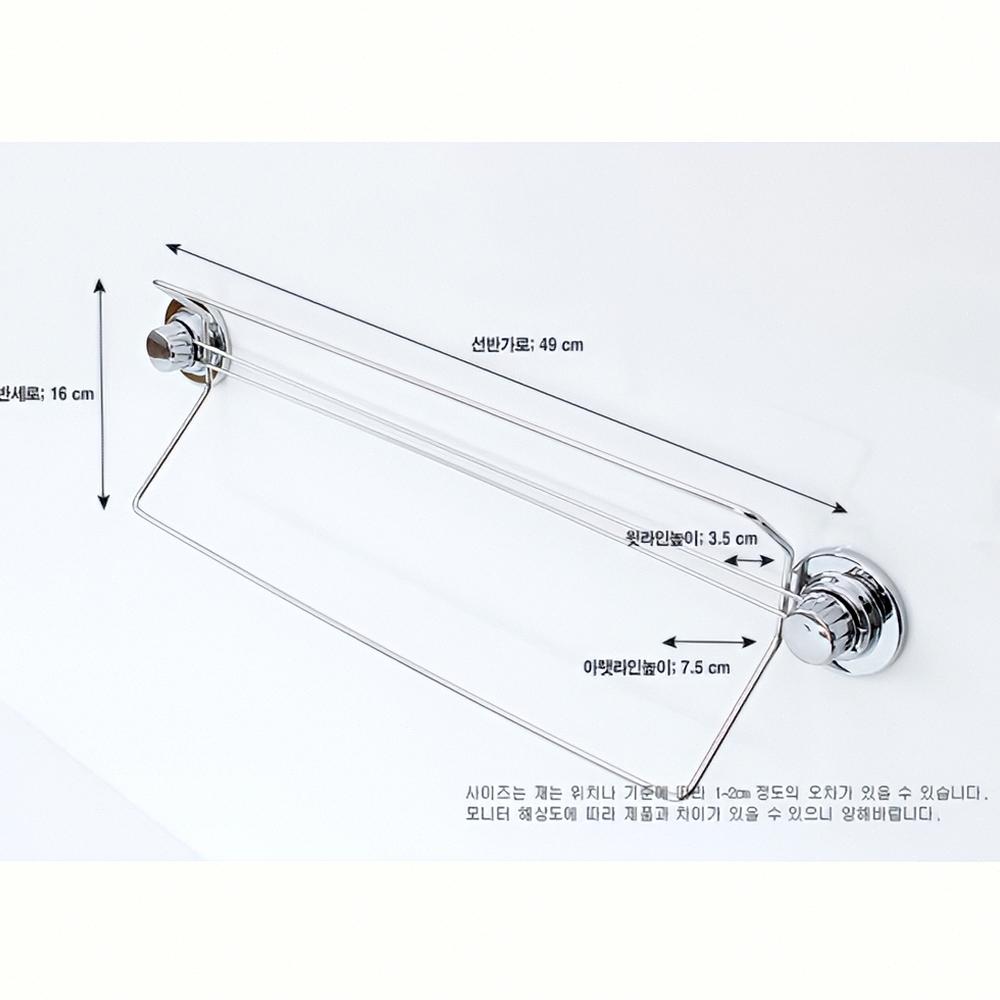 선반가로; 49 cm
반세로; 16 cm
윗라인높이; 3.5 cm
아랫라인높이; 7.5 cm
사이즈는 재는 위치나 기준에 따라 1~2cm 정도의 오차가 있을 수 있습니다.
모니터 해상도에 따라 제품과 차이가 있을 수 있으니 양해바랍니다.